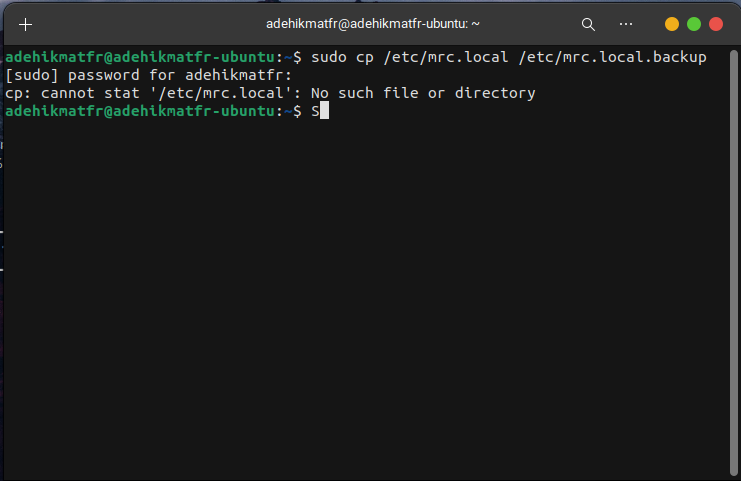 adehikmatfr@adehikmatfr-ubuntu: ~
adehikmatfr@adehikmatfr-ubuntu:~$ sudo cp /etc/mrc.local /etc/mrc.local.backup
[sudo] password for adehikmatfr:
cp: cannot stat '/etc/mrc.local': No such file or directory
adehikmatfr@adehikmatfr-ubuntu:~$ S